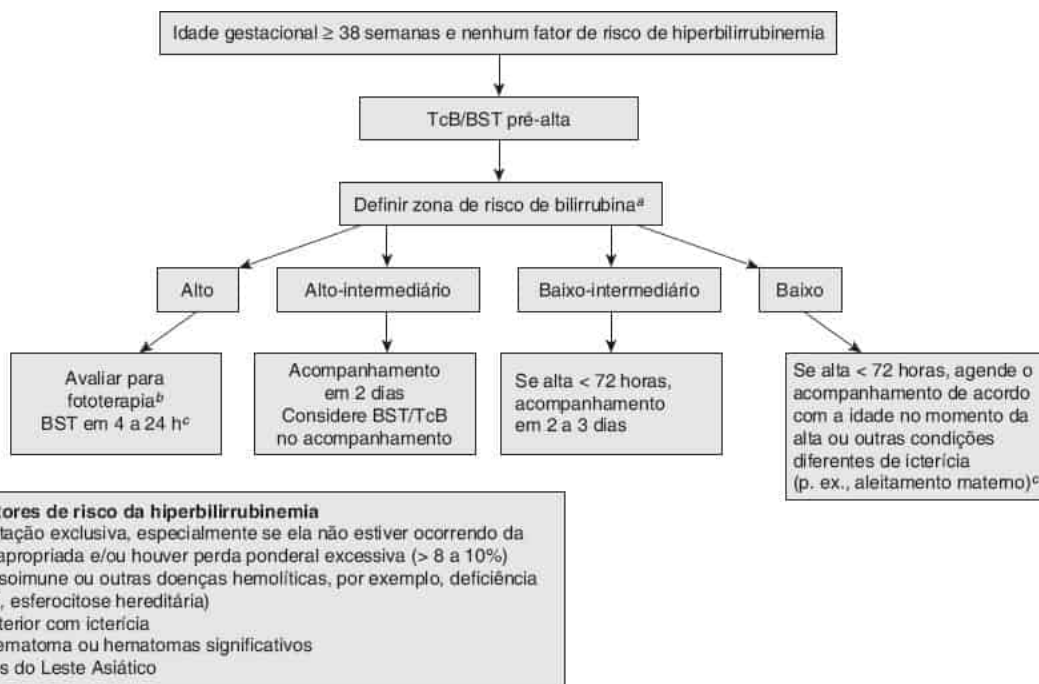 Idade gestacional ≥ 38 semanas e nenhum fator de risco de hiperbilirrubinemia
TcB/BST pré-alta
Definir zona de risco de bilirrubinaᵃ
Alto
Alto-intermediário
Baixo-intermediário
Baixo
Avaliar para
fototerapiaᵇ
BST em 4 a 24 hᶜ
Acompanhamento
em 2 dias
Considere BST/TcB
no acompanhamento
Se alta < 72 horas,
acompanhamento
em 2 a 3 dias
Se alta < 72 horas, agende o
acompanhamento de acordo
com a idade no momento da
alta ou outras condições
diferentes de icterícia
(p. ex., aleitamento materno)ᶜ
tores de risco da hiperbilirrubinemia
tação exclusiva, especialmente se ela não estiver ocorrendo da
apropriada e/ou houver perda ponderal excessiva (> 8 a 10%)
soimune ou outras doenças hemolíticas, por exemplo, deficiência
, esferocitose hereditária)
terior com icterícia
ematoma ou hematomas significativos
s do Leste Asiático